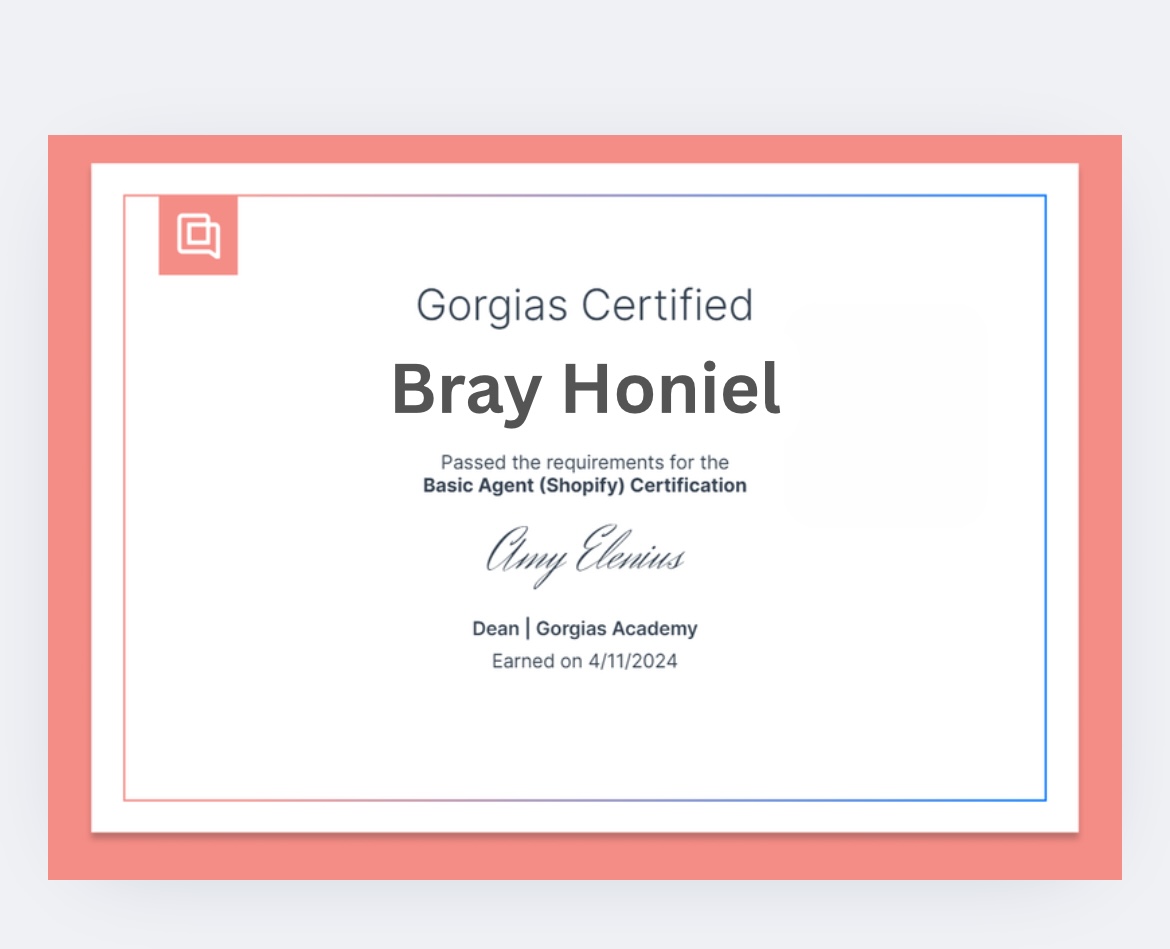 Gorgias Certified
Bray Honiel
Passed the requirements for the
Basic Agent (Shopify) Certification
Amy Elenius
Dean | Gorgias Academy
Earned on 4/11/2024